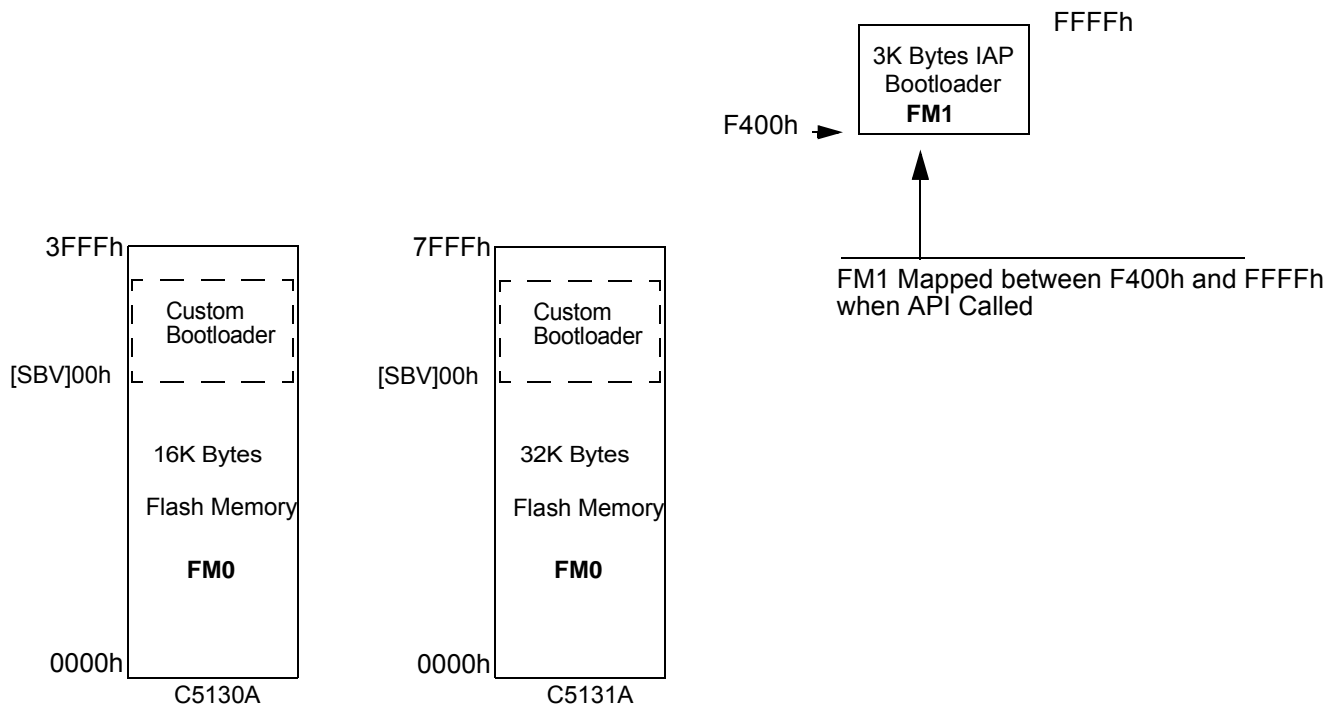 FFFFh
3K Bytes IAP
Bootloader
FM1
F400h
FM1 Mapped between F400h and FFFFh
when API Called
3FFFh
Custom
Bootloader
[SBV]00h
16K Bytes
Flash Memory
FM0
0000h
C5130A
7FFFh
Custom
Bootloader
[SBV]00h
32K Bytes
Flash Memory
FM0
0000h
C5131A